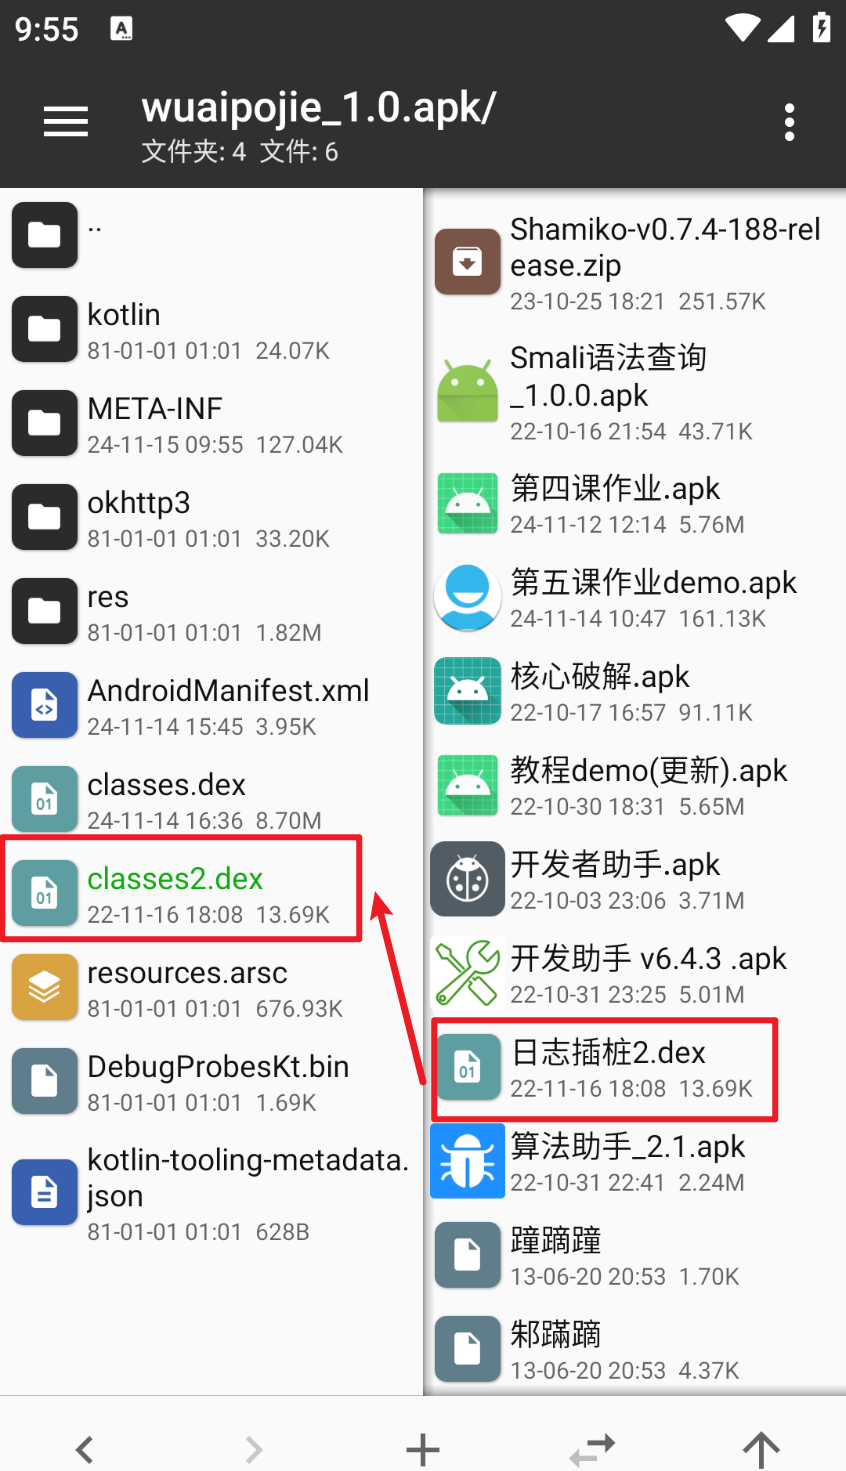 9:55
A
wuaipojie_1.0.apk/
文件夹: 4 文件: 6
..
kotlin
81-01-01 01:01 24.07K
META-INF
24-11-15 09:55 127.04K
okhttp3
81-01-01 01:01 33.20K
res
81-01-01 01:01 1.82M
AndroidManifest.xml
24-11-14 15:45 3.95K
classes.dex
24-11-14 16:36 8.70M
classes2.dex
22-11-16 18:08 13.69K
resources.arsc
81-01-01 01:01 676.93K
DebugProbesKt.bin
81-01-01 01:01 1.69K
kotlin-tooling-metadata.
json
81-01-01 01:01 628B
Shamiko-v0.7.4-188-rel
ease.zip
23-10-25 18:21 251.57K
Smali语法查询
_1.0.0.apk
22-10-16 21:54 43.71K
第四课作业.apk
24-11-12 12:14 5.76M
第五课作业demo.apk
24-11-14 10:47 161.13K
核心破解.apk
22-10-17 16:57 91.11K
教程demo(更新).apk
22-10-30 18:31 5.65M
开发者助手.apk
22-10-03 23:06 3.71M
开发助手 v6.4.3 .apk
22-10-31 23:25 5.01M
日志插桩2.dex
22-11-16 18:08 13.69K
算法助手_2.1.apk
22-10-31 22:41 2.24M
蹱蹢蹱
13-06-20 20:53 1.70K
邾蹣蹢
13-06-20 20:53 4.37K